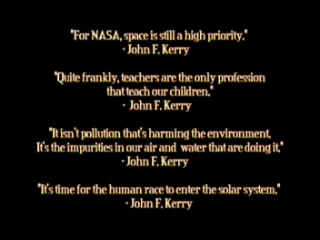 "For NASA, space is still a high priority."
- John F. Kerry
"Quite frankly, teachers are the only profession
that teach our children."
- John F. Kerry
"It isn't pollution that's harming the environment.
It's the impurities in our air and water that are doing it."
- John F. Kerry
"It's time for the human race to enter the solar system."
- John F. Kerry